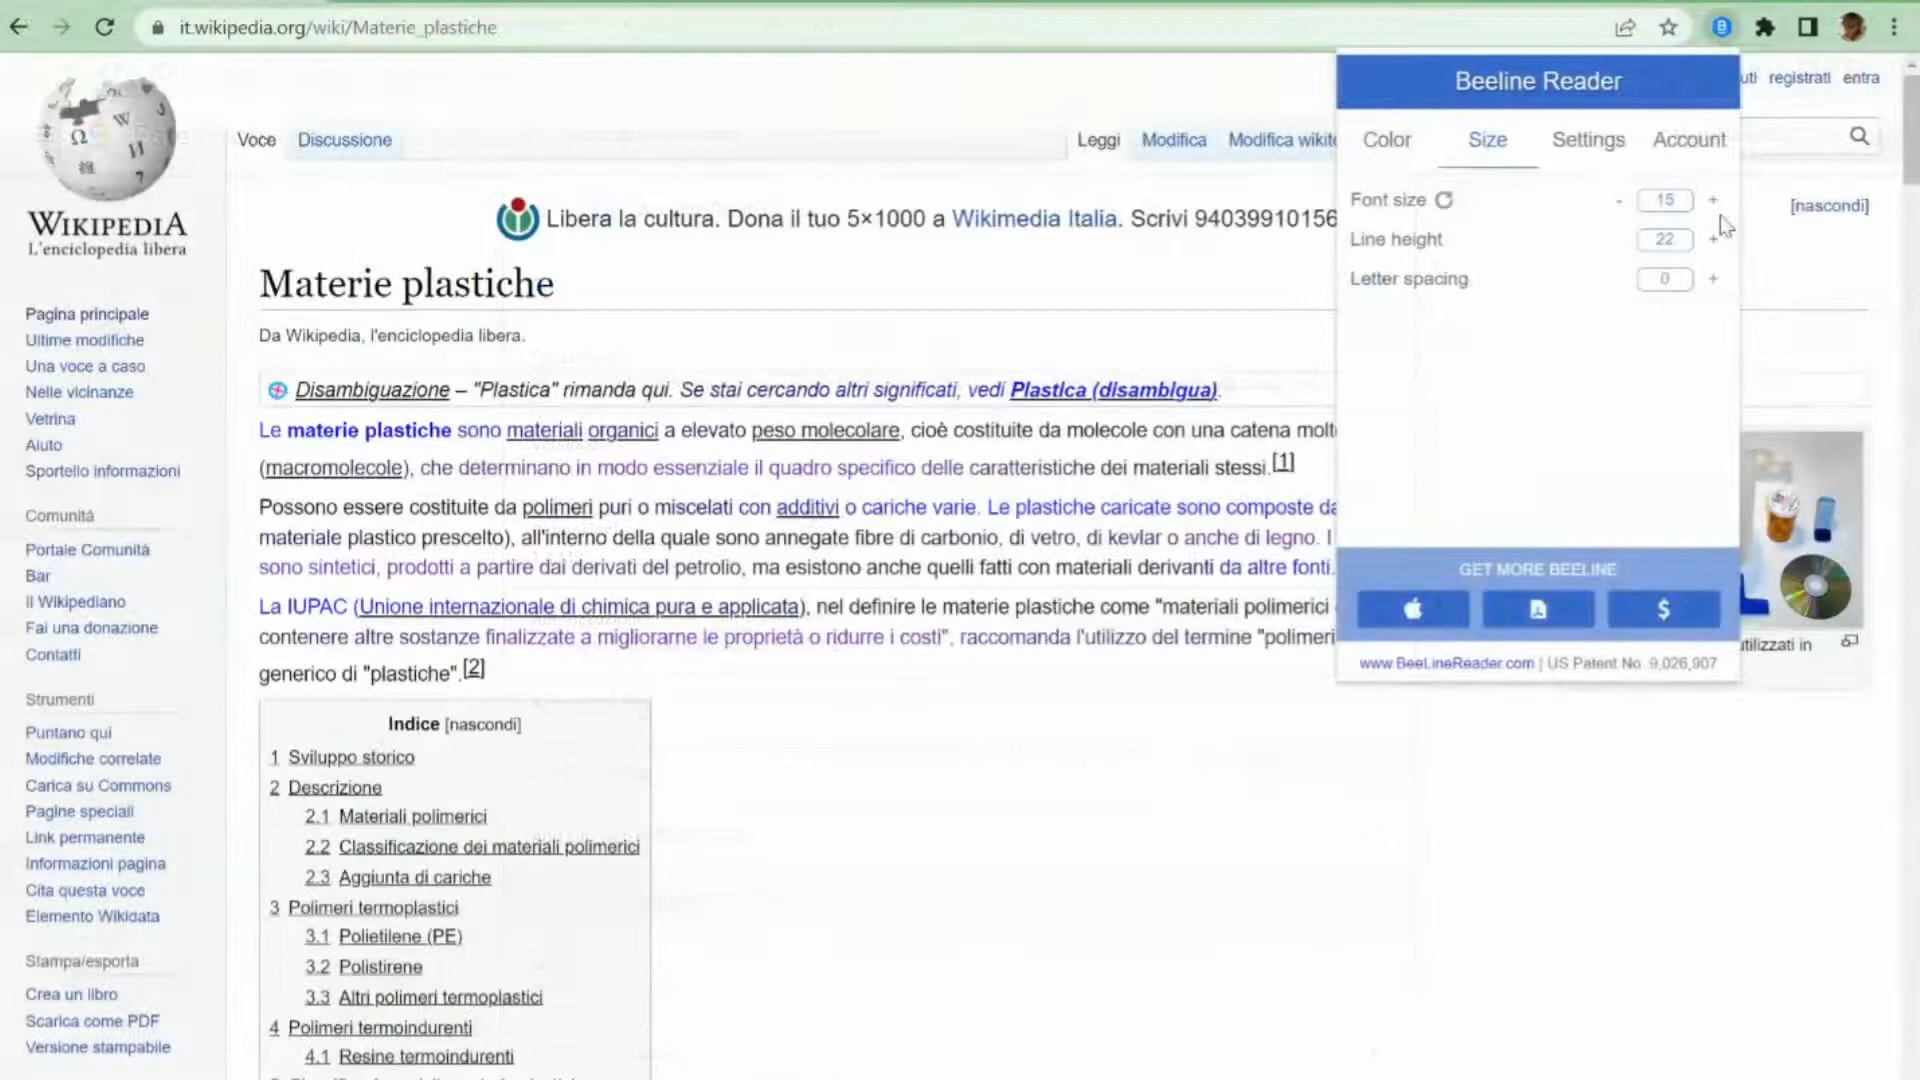 it.wikipedia.org/wiki/Materie_plastiche
Beeline Reader
uti registrati entra
Voce Discussione
Leggi Modifica Modifica wikite
Color Size Settings Account
Font size - 15 +
Line height 22 +
Letter spacing 0 +
GET MORE BEELINE
$
www.BeeLineReader.com | US Patent No. 9,026,907
WIKIPEDIA
L'enciclopedia libera
Libera la cultura. Dona il tuo 5×1000 a Wikimedia Italia. Scrivi 94039910156
[nascondi]
Materie plastiche
Da Wikipedia, l'enciclopedia libera.
Disambiguazione – "Plastica" rimanda qui. Se stai cercando altri significati, vedi Plastica (disambigua).
Le materie plastiche sono materiali organici a elevato peso molecolare, cioè costituite da molecole con una catena molt
(macromolecole), che determinano in modo essenziale il quadro specifico delle caratteristiche dei materiali stessi.[1]
Possono essere costituite da polimeri puri o miscelati con additivi o cariche varie. Le plastiche caricate sono composte da
materiale plastico prescelto), all'interno della quale sono annegate fibre di carbonio, di vetro, di kevlar o anche di legno. I
sono sintetici, prodotti a partire dai derivati del petrolio, ma esistono anche quelli fatti con materiali derivanti da altre fonti.
La IUPAC (Unione internazionale di chimica pura e applicata), nel definire le materie plastiche come "materiali polimerici
contenere altre sostanze finalizzate a migliorarne le proprietà o ridurre i costi", raccomanda l'utilizzo del termine "polimeri
generico di "plastiche".[2]
utilizzati in
Indice [nascondi]
1 Sviluppo storico
2 Descrizione
2.1 Materiali polimerici
2.2 Classificazione dei materiali polimerici
2.3 Aggiunta di cariche
3 Polimeri termoplastici
3.1 Polietilene (PE)
3.2 Polistirene
3.3 Altri polimeri termoplastici
4 Polimeri termoindurenti
4.1 Resine termoindurenti
Pagina principale
Ultime modifiche
Una voce a caso
Nelle vicinanze
Vetrina
Aiuto
Sportello informazioni
Comunità
Portale Comunità
Bar
Il Wikipediano
Fai una donazione
Contatti
Strumenti
Puntano qui
Modifiche correlate
Carica su Commons
Pagine speciali
Link permanente
Informazioni pagina
Cita questa voce
Elemento Wikidata
Stampa/esporta
Crea un libro
Scarica come PDF
Versione stampabile